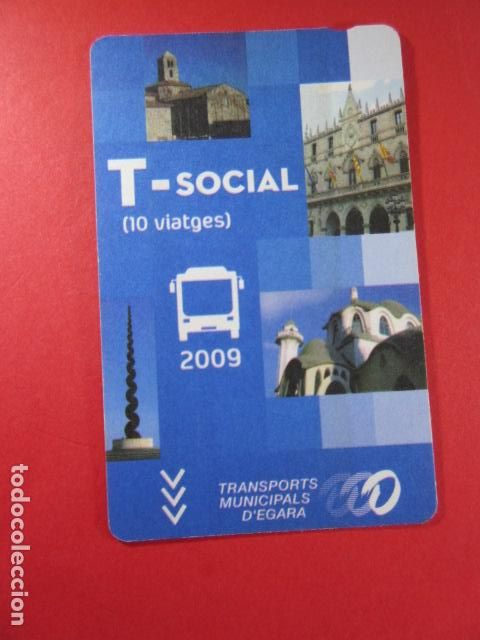 T-SOCIAL
(10 viatges)
2009
TRANSPORTS
MUNICIPALS
D'EGARA
todocoleccion